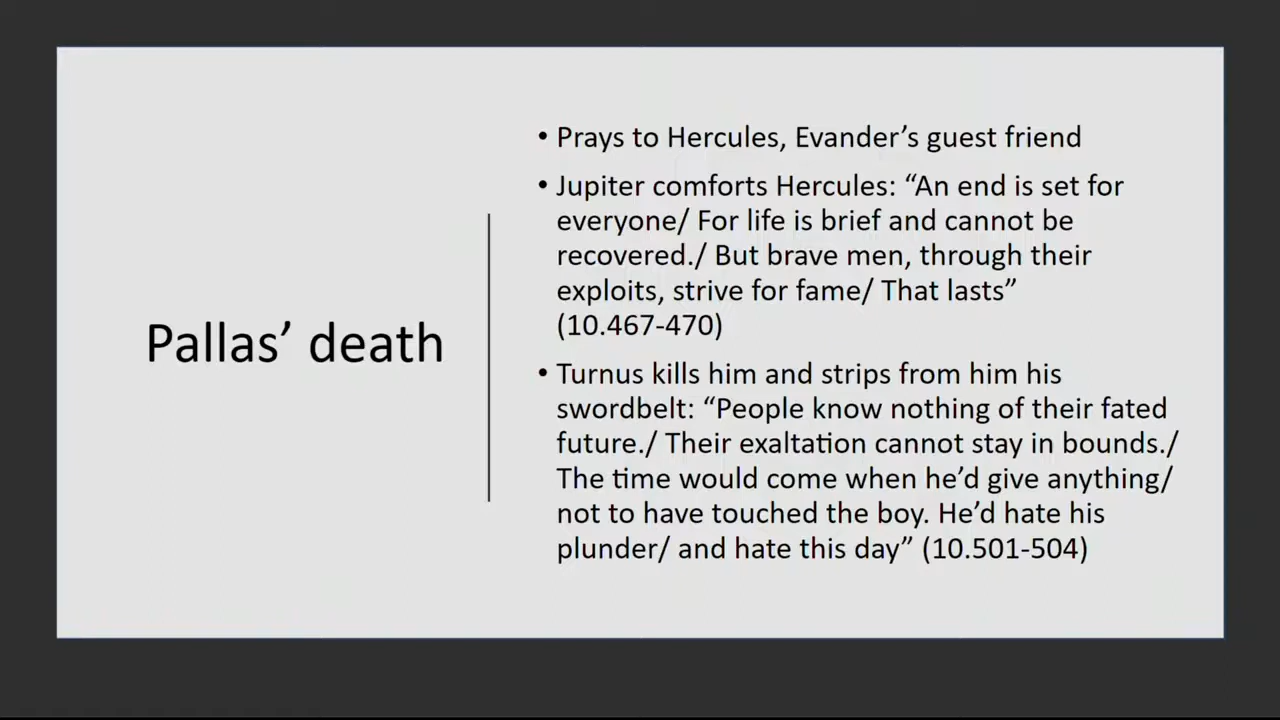 Pallas’ death
• Prays to Hercules, Evander’s guest friend
• Jupiter comforts Hercules: “An end is set for
everyone/ For life is brief and cannot be
recovered./ But brave men, through their
exploits, strive for fame/ That lasts”
(10.467-470)
• Turnus kills him and strips from him his
swordbelt: “People know nothing of their fated
future./ Their exaltation cannot stay in bounds./
The time would come when he’d give anything/
not to have touched the boy. He’d hate his
plunder/ and hate this day” (10.501-504)